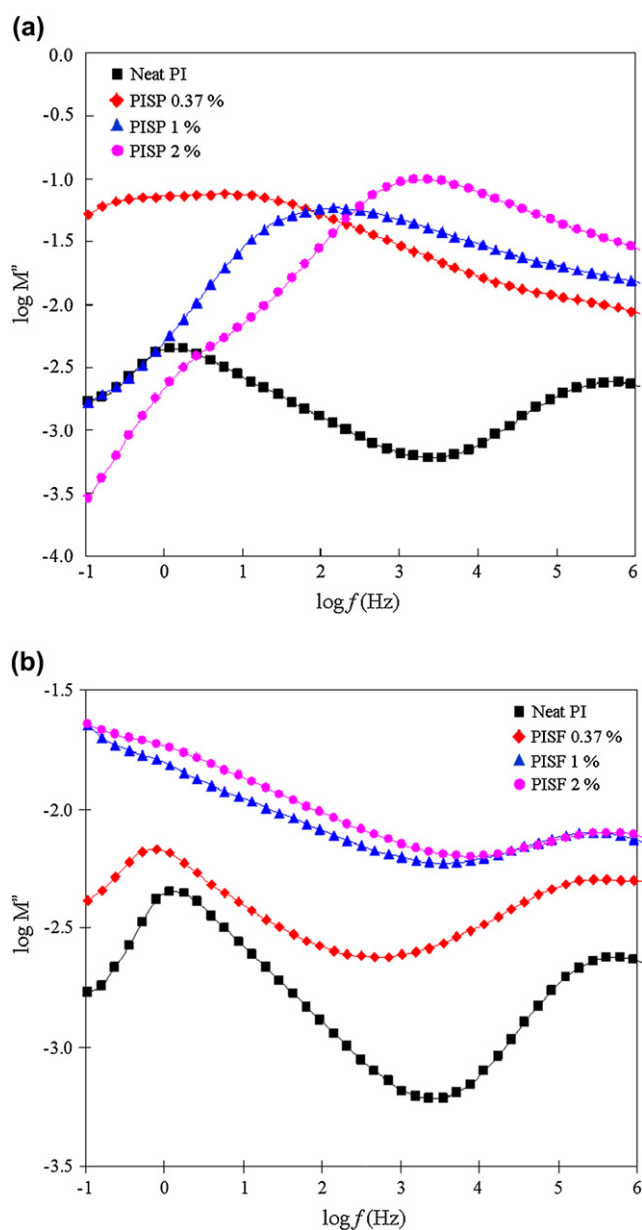 (a)
0.0
-0.5
-1.0
-1.5
-2.0
-2.5
-3.0
-3.5
-4.0
log M"
Neat PI
PISP 0.37 %
PISP 1 %
PISP 2 %
-1 0 1 2 3 4 5 6
log f (Hz)
(b)
-1.5
-2.0
-2.5
-3.0
-3.5
log M"
Neat PI
PISF 0.37 %
PISF 1 %
PISF 2 %
-1 0 1 2 3 4 5 6
log f (Hz)